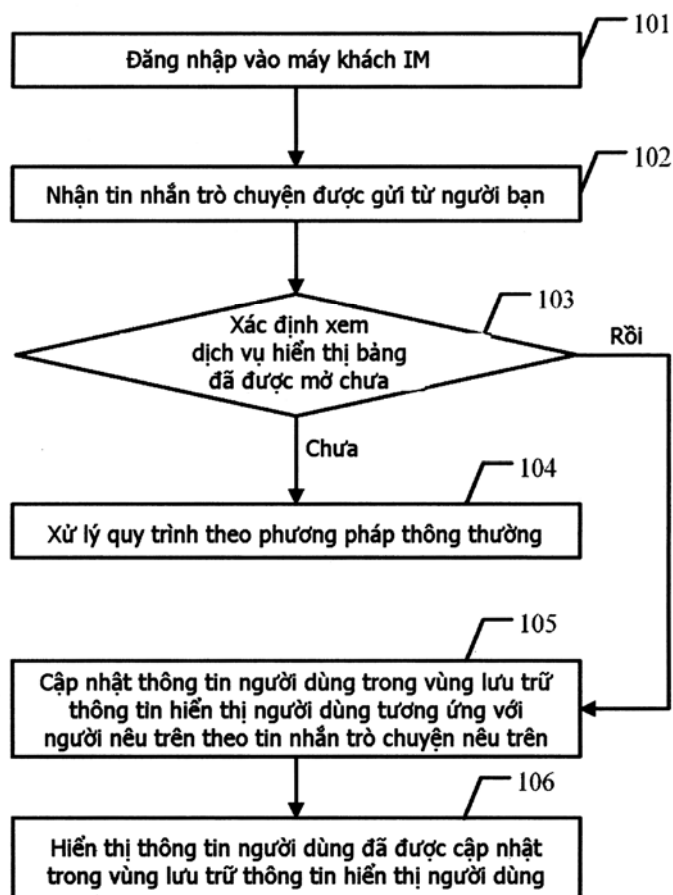 101
Đăng nhập vào máy khách IM
102
Nhận tin nhắn trò chuyện được gửi từ người bạn
103
Xác định xem
dịch vụ hiển thị bảng
đã được mở chưa
Rồi
Chưa
104
Xử lý quy trình theo phương pháp thông thường
105
Cập nhật thông tin người dùng trong vùng lưu trữ
thông tin hiển thị người dùng tương ứng với
người nêu trên theo tin nhắn trò chuyện nêu trên
106
Hiển thị thông tin người dùng đã được cập nhật
trong vùng lưu trữ thông tin hiển thị người dùng